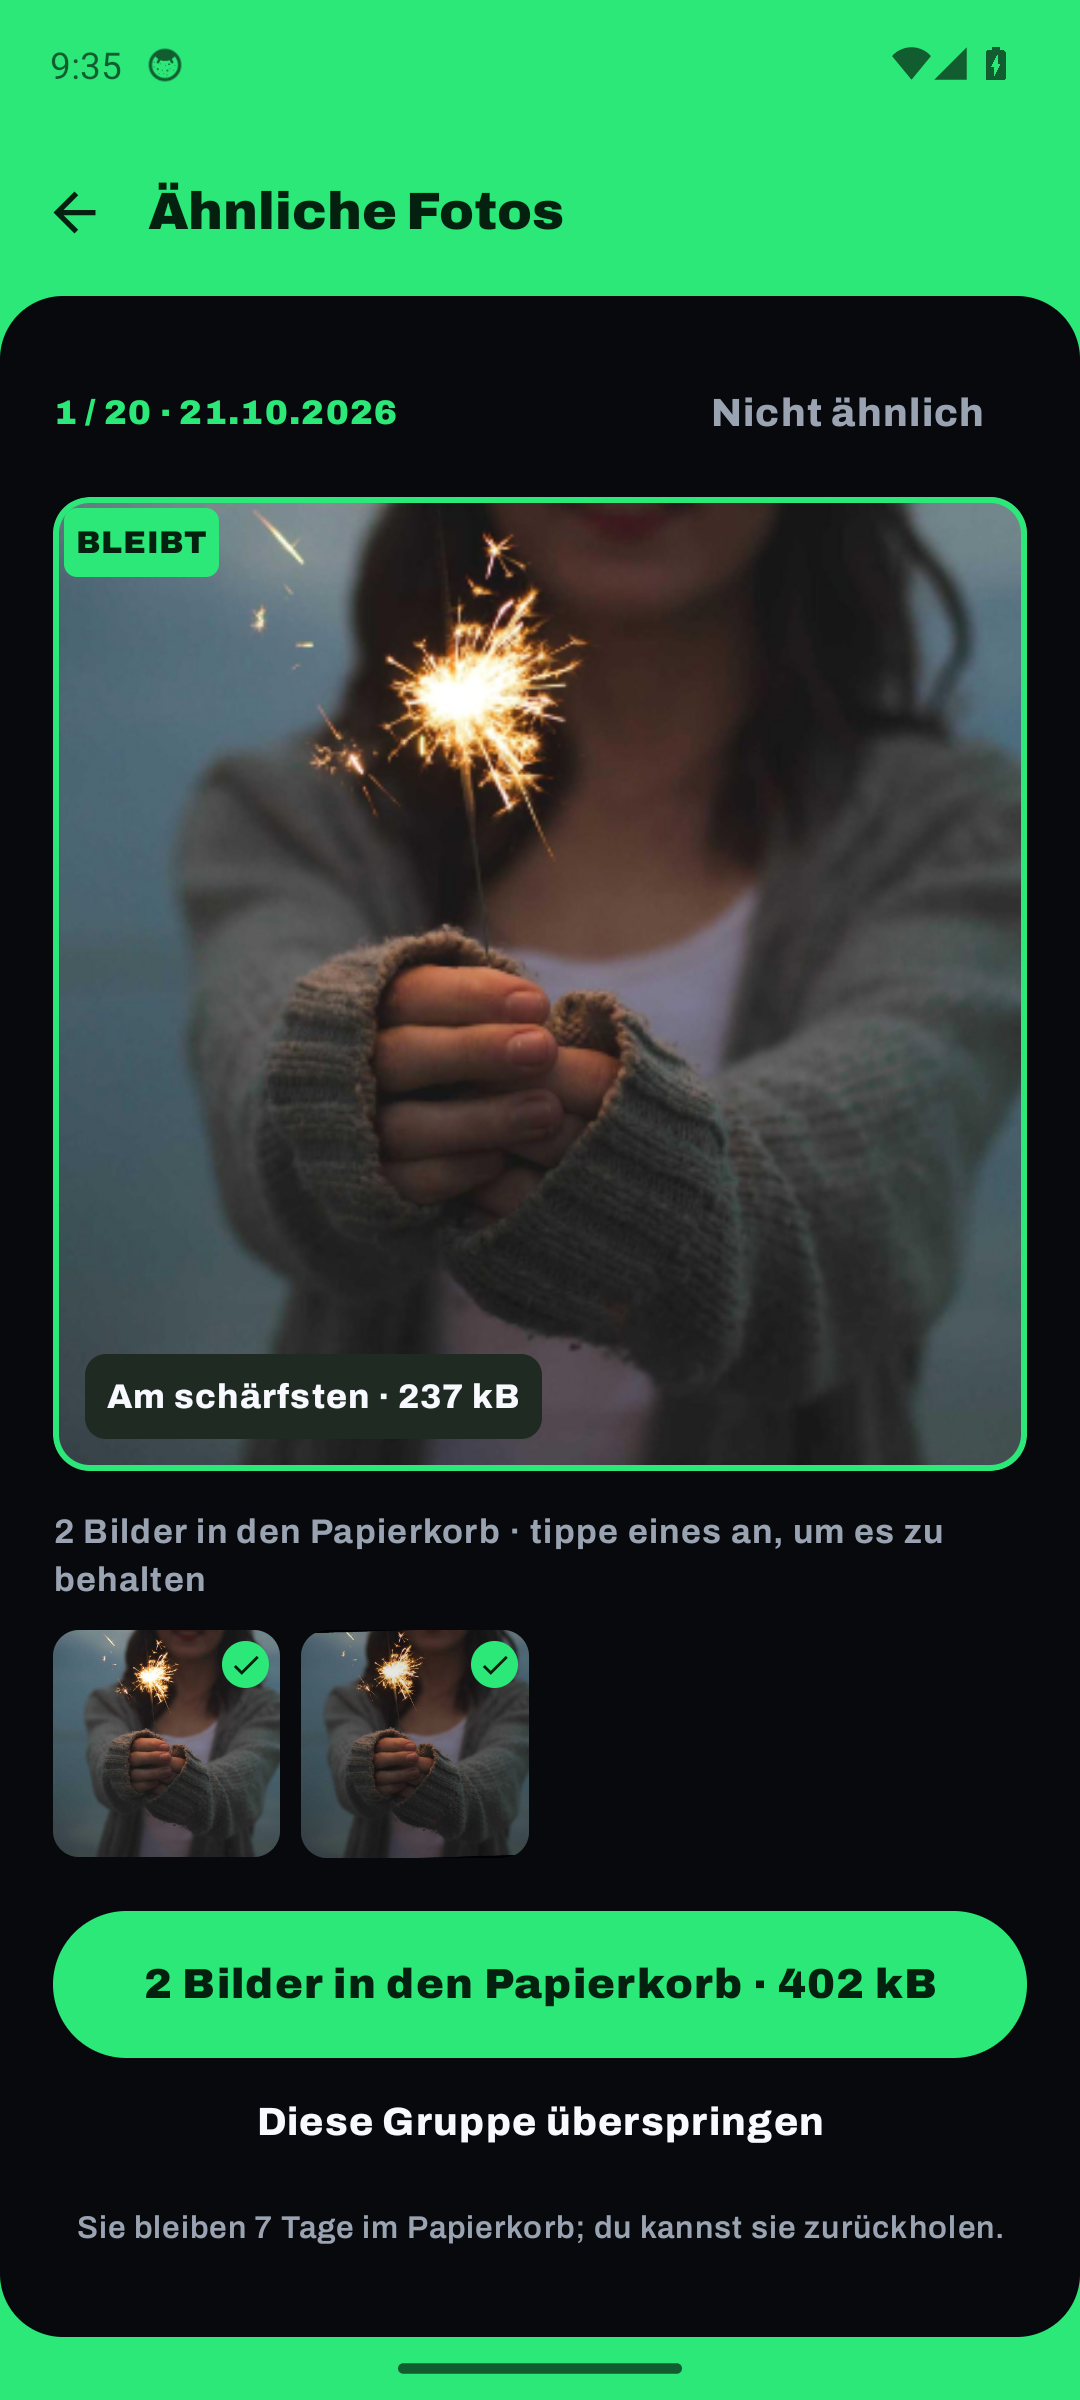 9:35
Ähnliche Fotos
1 / 20 · 21.10.2026
Nicht ähnlich
BLEIBT
Am schärfsten · 237 kB
2 Bilder in den Papierkorb · tippe eines an, um es zu
behalten
2 Bilder in den Papierkorb · 402 kB
Diese Gruppe überspringen
Sie bleiben 7 Tage im Papierkorb; du kannst sie zurückholen.